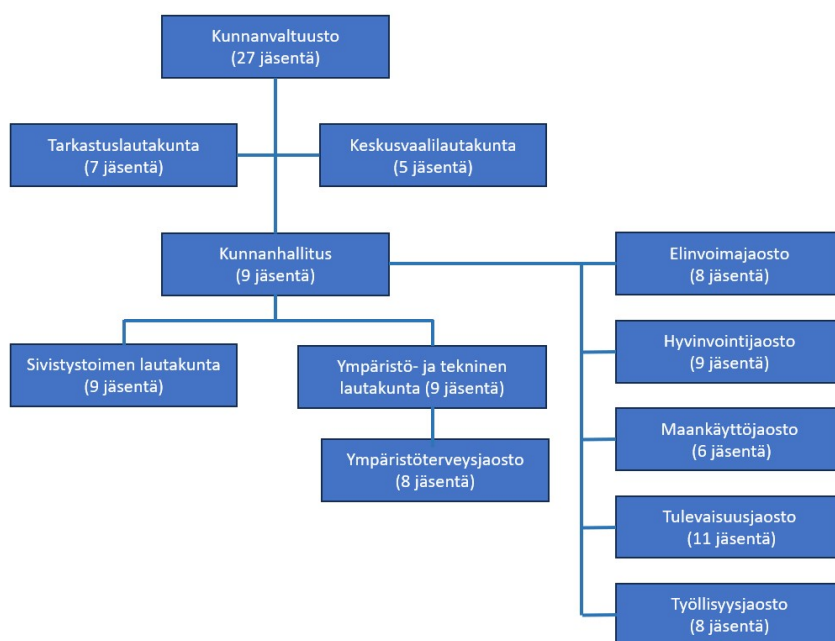 Kunnanvaltuusto
(27 jäsentä)
Tarkastuslautakunta
(7 jäsentä)
Keskusvaalilautakunta
(5 jäsentä)
Kunnanhallitus
(9 jäsentä)
Elinvoimajaosto
(8 jäsentä)
Sivistystoimen lautakunta
(9 jäsentä)
Ympäristö- ja tekninen
lautakunta (9 jäsentä)
Hyvinvointijaosto
(9 jäsentä)
Ympäristöterveysjaosto
(8 jäsentä)
Maankäyttöjaosto
(6 jäsentä)
Tulevaisuusjaosto
(11 jäsentä)
Työllisyysjaosto
(8 jäsentä)